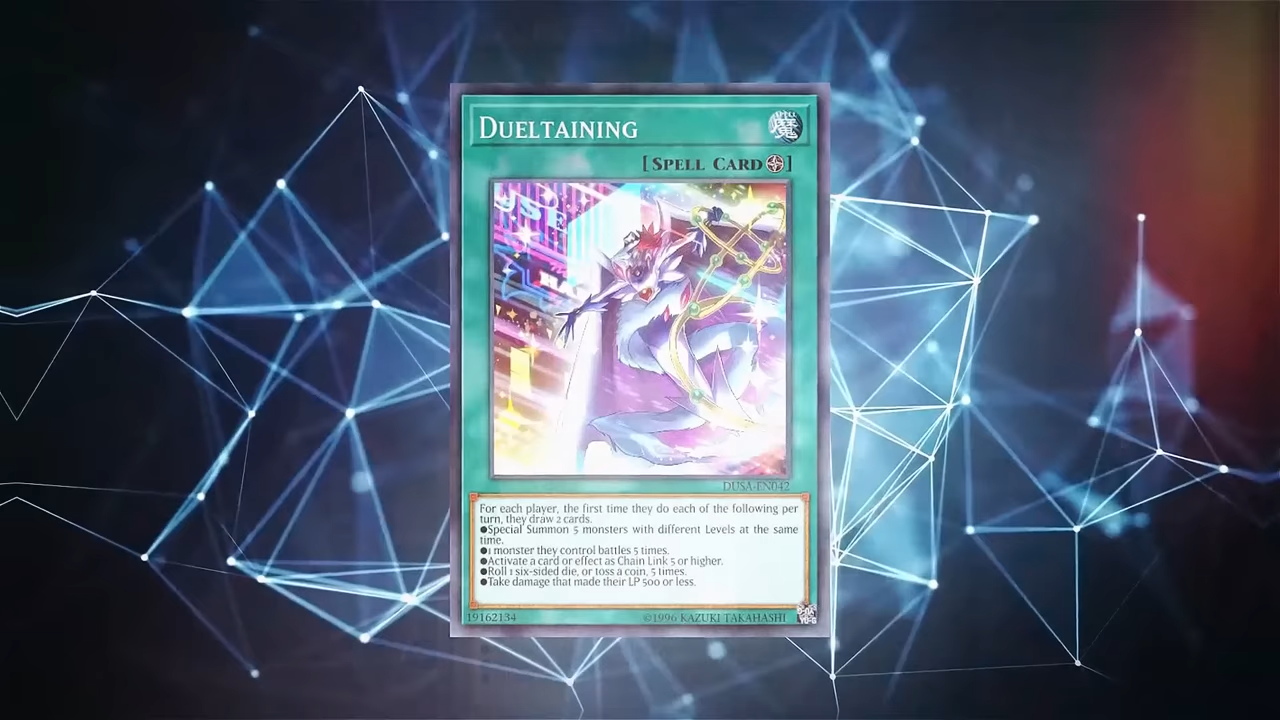 DUELTAINING
魔
[SPELL CARD]
DUSA-EN042
For each player, the first time they do each of the following per
turn, they draw 2 cards.
●Special Summon 5 monsters with different Levels at the same
time.
●1 monster they control battles 5 times.
●Activate a card or effect as Chain Link 5 or higher.
●Roll 1 six-sided die, or toss a coin, 5 times.
●Take damage that made their LP 500 or less.
19162134
©1996 KAZUKI TAKAHASHI